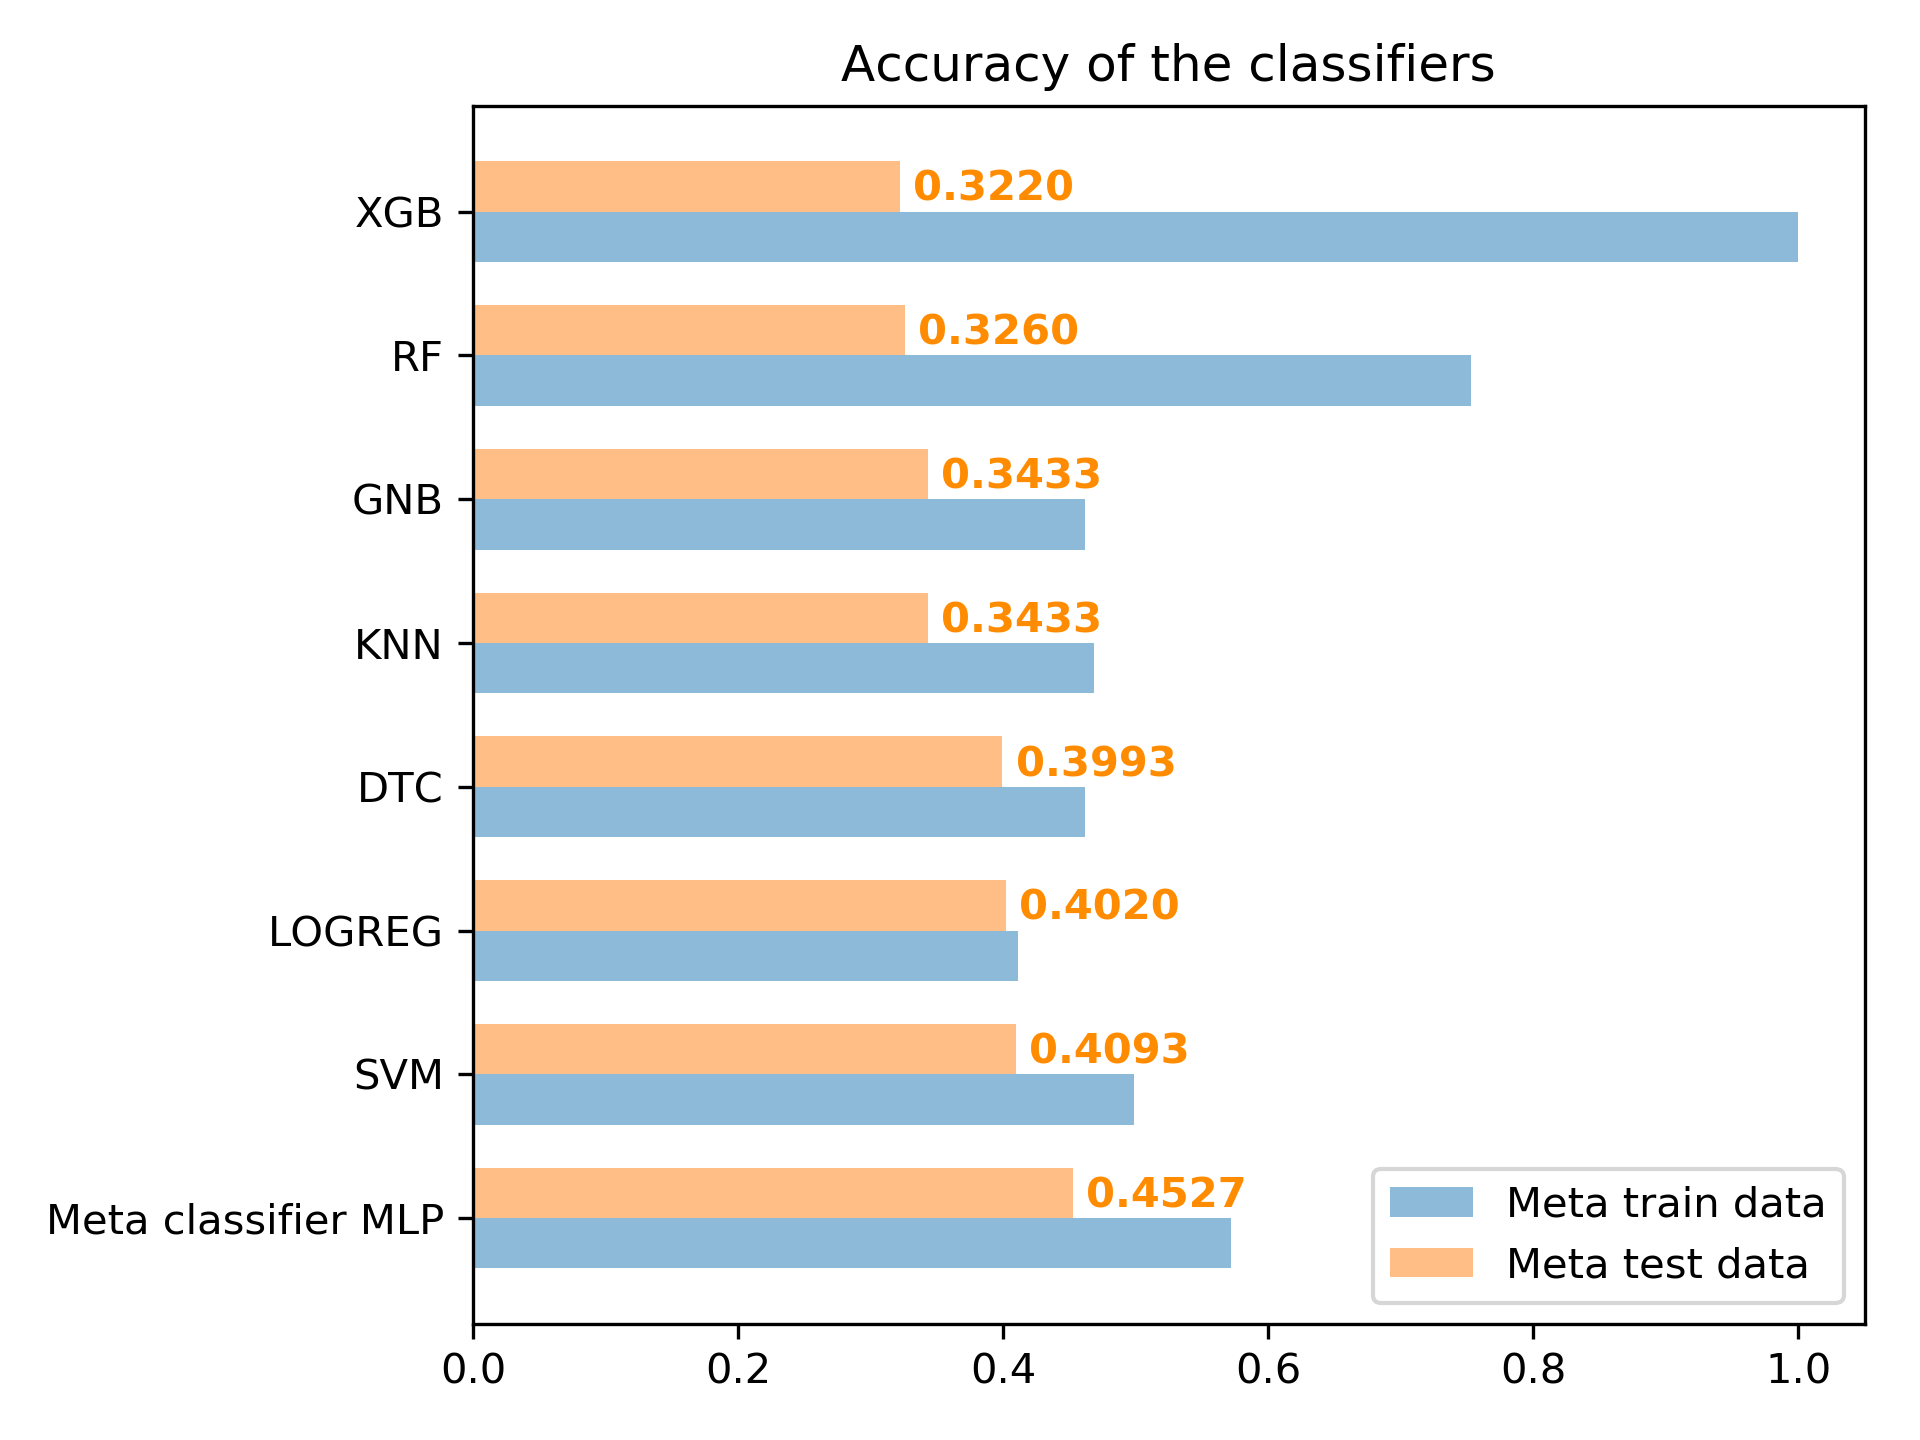 Accuracy of the classifiers
XGB
0.3220
RF
0.3260
GNB
0.3433
KNN
0.3433
DTC
0.3993
LOGREG
0.4020
SVM
0.4093
Meta classifier MLP
0.4527
Meta train data
Meta test data
0.0 0.2 0.4 0.6 0.8 1.0